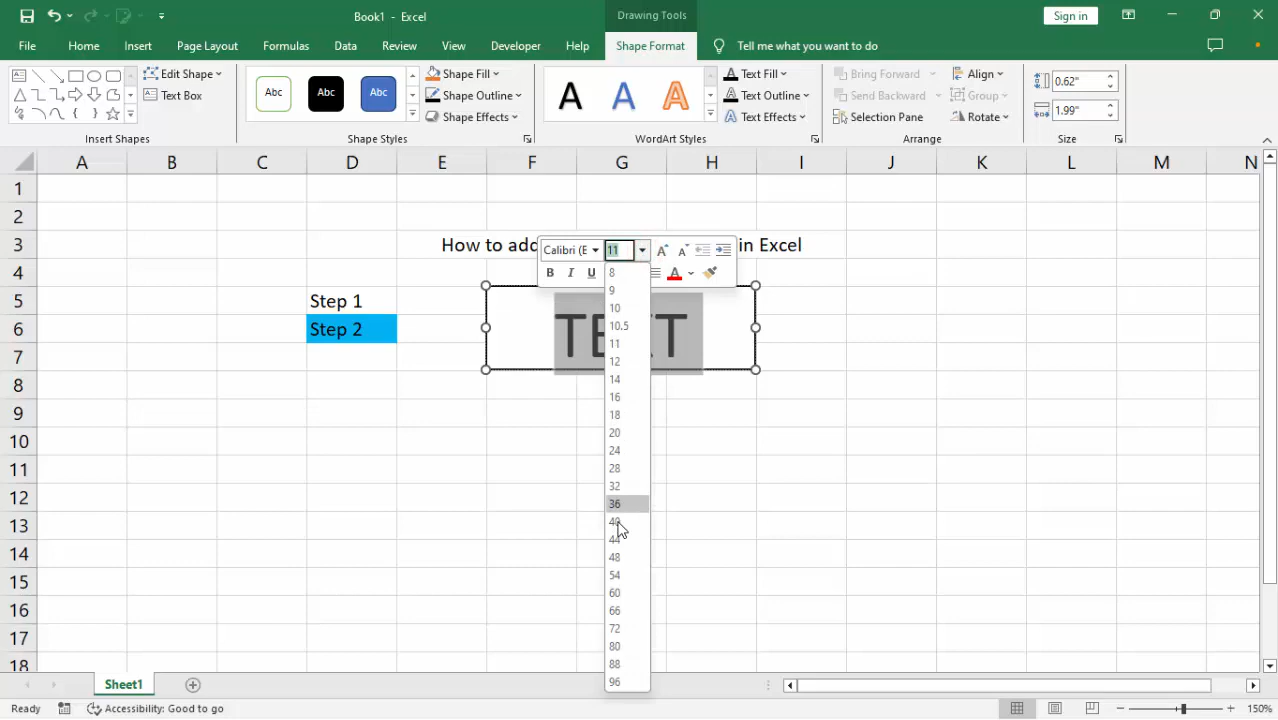 Book1 - Excel
Drawing Tools
Sign in
File Home Insert Page Layout Formulas Data Review View Developer Help Shape Format Tell me what you want to do
Edit Shape
Text Box
Insert Shapes
Abc Abc Abc
Shape Fill
Shape Outline
Shape Effects
Shape Styles
A A A
Text Fill
Text Outline
Text Effects
WordArt Styles
Bring Forward
Send Backward
Selection Pane
Align
Group
Rotate
Arrange
0.62"
1.99"
Size
A B C D E F G H I J K L M N
1
2
3 How to add in Excel
Calibri (E 11
B I U A
4
5 Step 1
6 Step 2
7
8
9
10
11
12
13
14
15
16
17
18
8
9
10
10.5
11
12
14
16
18
20
24
28
32
36
40
44
48
54
60
66
72
80
88
96
Sheet1
Ready Accessibility: Good to go 150%